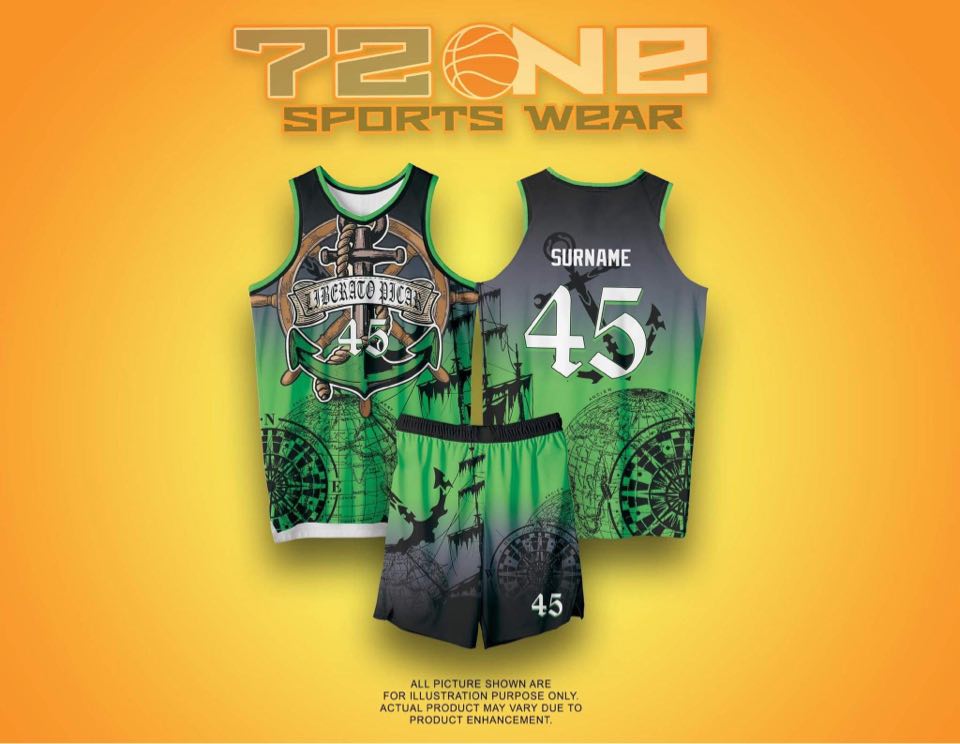 7ZONE
SPORTS WEAR
LIBERATO PICAR
45
SURNAME
45
N
E
45
ALL PICTURE SHOWN ARE
FOR ILLUSTRATION PURPOSE ONLY.
ACTUAL PRODUCT MAY VARY DUE TO
PRODUCT ENHANCEMENT.